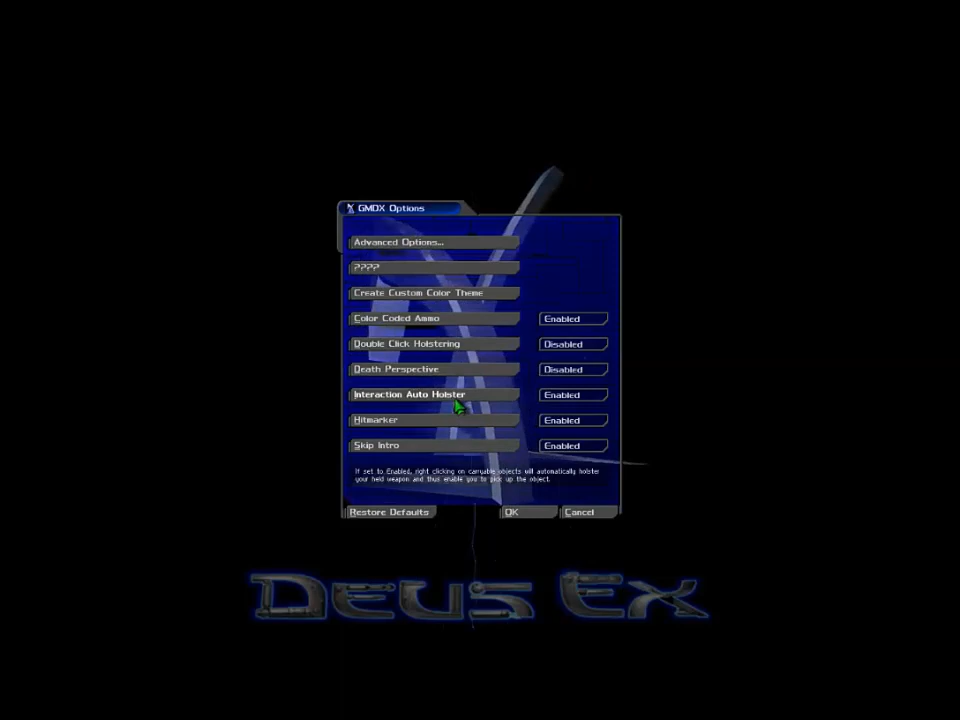 GMDX Options
Advanced Options...
????
Create Custom Color Theme
Color Coded Ammo Enabled
Double Click Holstering Disabled
Death Perspective Disabled
Interaction Auto Holster Enabled
Hitmarker Enabled
Skip Intro Enabled
If set to Enabled, right clicking on carryable objects will automatically holster
your held weapon and thus enable you to pick up the object.
Restore Defaults OK Cancel
DEUS EX